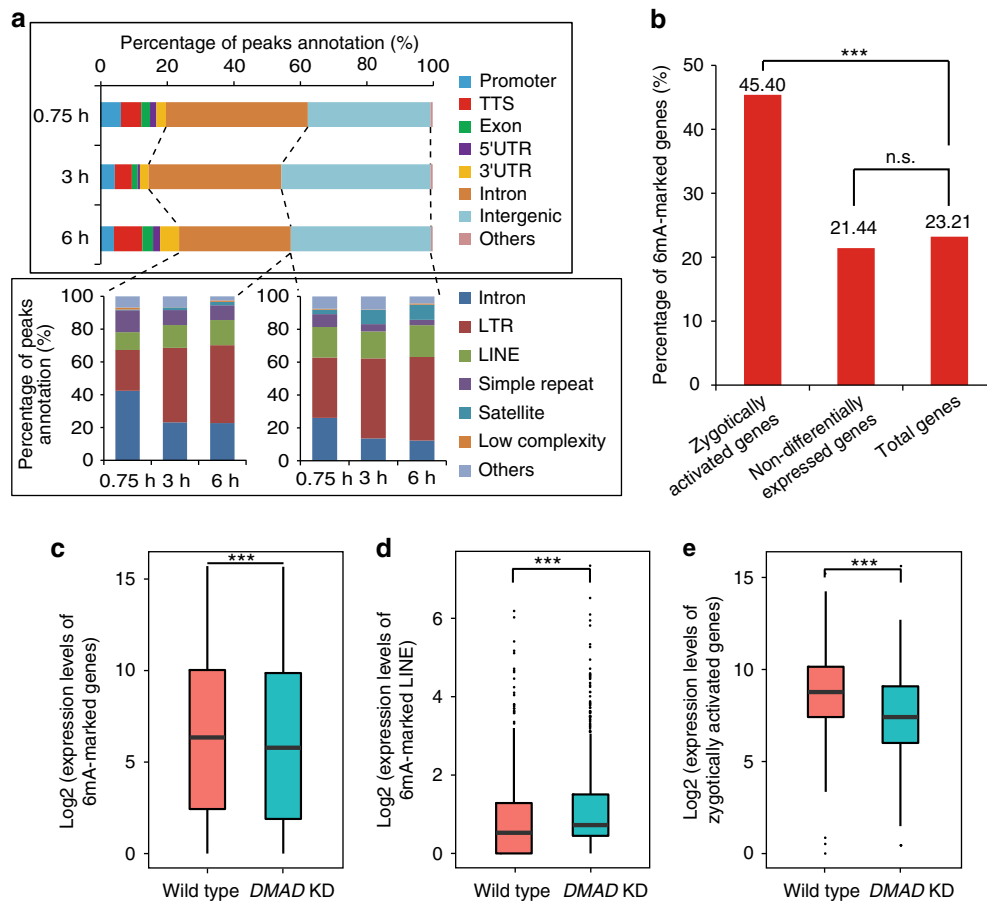 a
Percentage of peaks annotation (%)
0 20 40 60 80 100
0.75 h
3 h
6 h
Promoter
TTS
Exon
5'UTR
3'UTR
Intron
Intergenic
Others
Percentage of peaks
annotation (%)
100
80
60
40
20
0
0.75 h 3 h 6 h
100
80
60
40
20
0
0.75 h 3 h 6 h
Intron
LTR
LINE
Simple repeat
Satellite
Low complexity
Others
b
Percentage of 6mA-marked genes (%)
50
40
30
20
10
0
***
n.s.
45.40
21.44
23.21
Zygotically
activated genes
Non-differentially
expressed genes
Total genes
c
Log2 (expression levels of
6mA-marked genes)
15
10
5
0
***
Wild type DMAD KD
d
Log2 (expression levels of
6mA-marked LINE)
6
4
2
0
***
Wild type DMAD KD
e
Log2 (expression levels of
zygotically activated genes)
15
10
5
0
***
Wild type DMAD KD